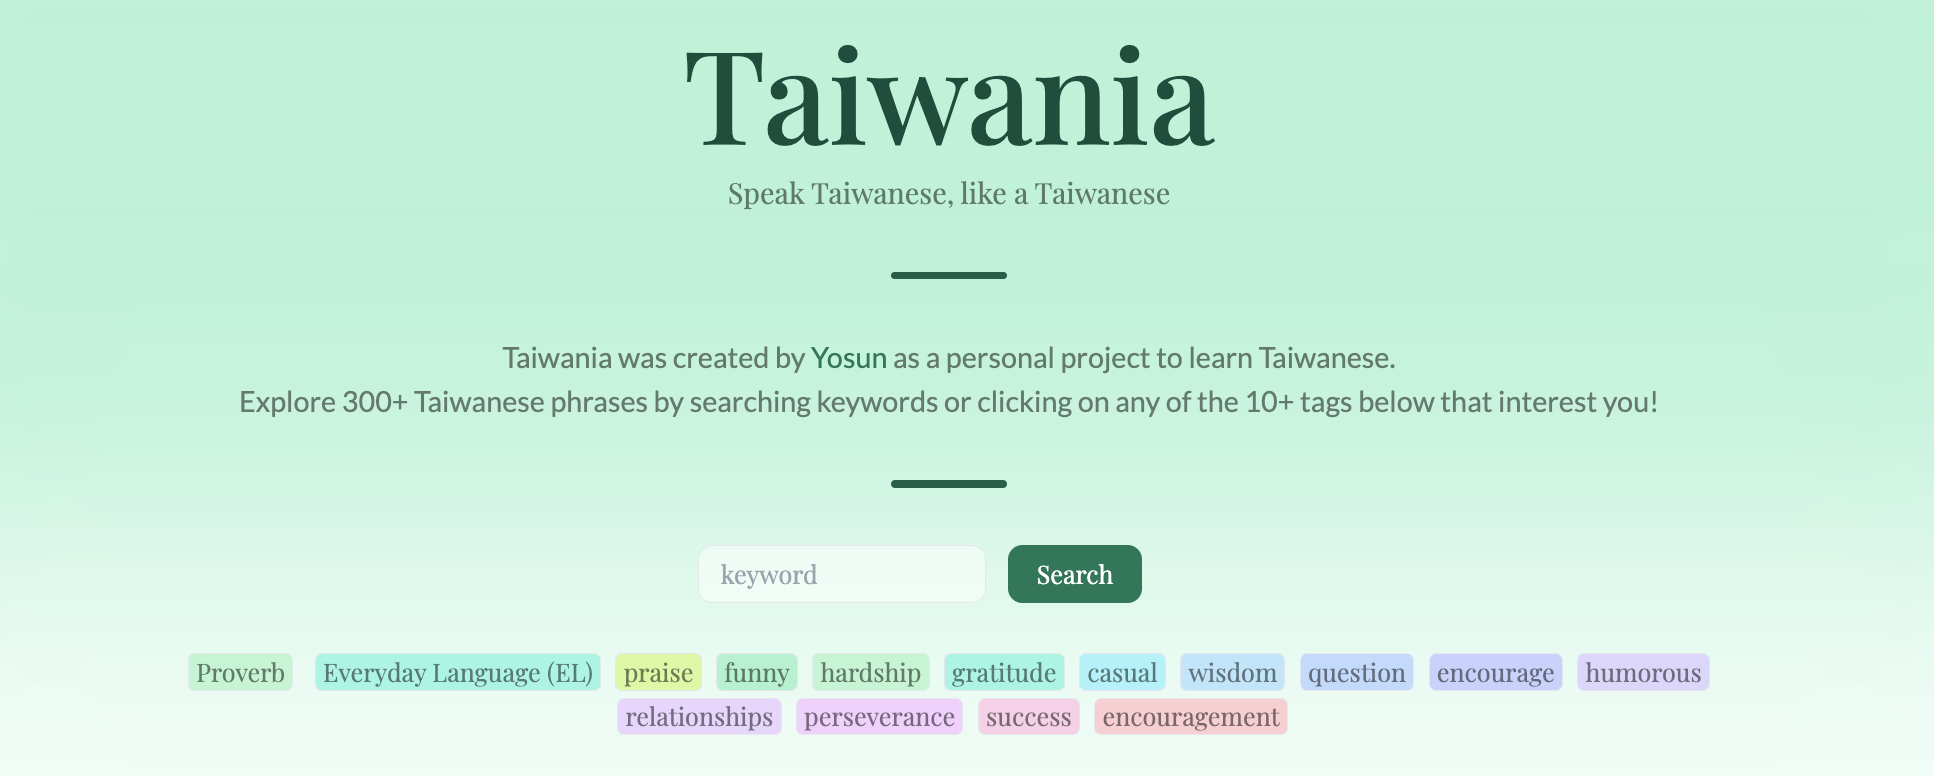 Taiwania
Speak Taiwanese, like a Taiwanese
Taiwania was created by Yosun as a personal project to learn Taiwanese.
Explore 300+ Taiwanese phrases by searching keywords or clicking on any of the 10+ tags below that interest you!
keyword Search
Proverb Everyday Language (EL) praise funny hardship gratitude casual wisdom question encourage humorous
relationships perseverance success encouragement